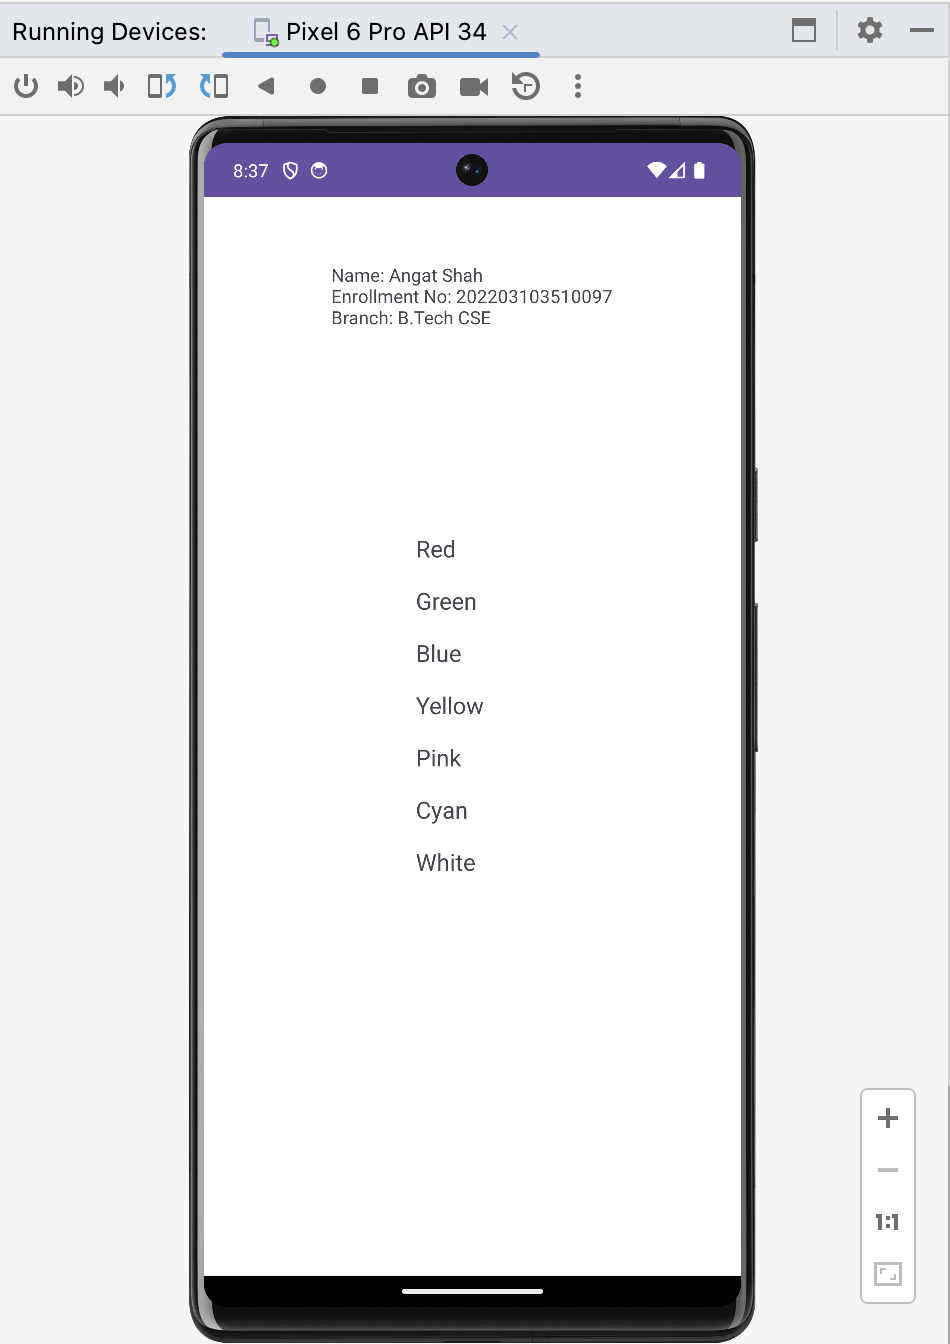 Running Devices: Pixel 6 Pro API 34
8:37
Name: Angat Shah
Enrollment No: 202203103510097
Branch: B.Tech CSE
Red
Green
Blue
Yellow
Pink
Cyan
White
1:1